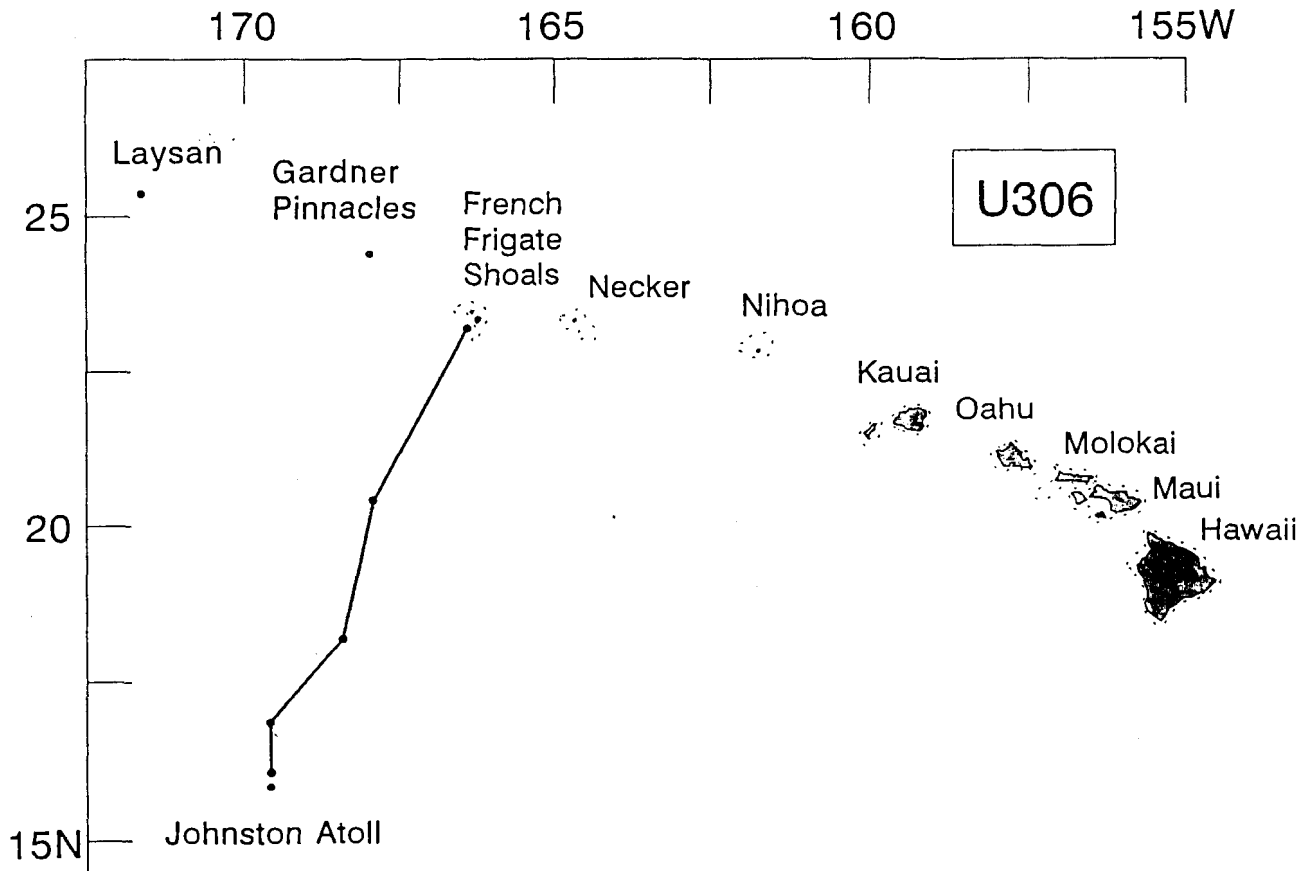 170
165
160
155W
Laysan
Gardner
Pinnacles
French
Frigate
Shoals
Necker
Nihoa
Kauai
Oahu
Molokai
Maui
Hawaii
U306
25
20
15N
Johnston Atoll